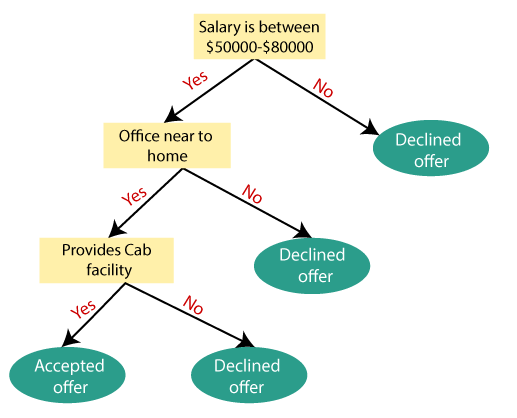 Salary is between
$50000-$80000
Yes
No
Office near to
home
Declined
offer
Yes
No
Provides Cab
facility
Declined
offer
Yes
No
Accepted
offer
Declined
offer